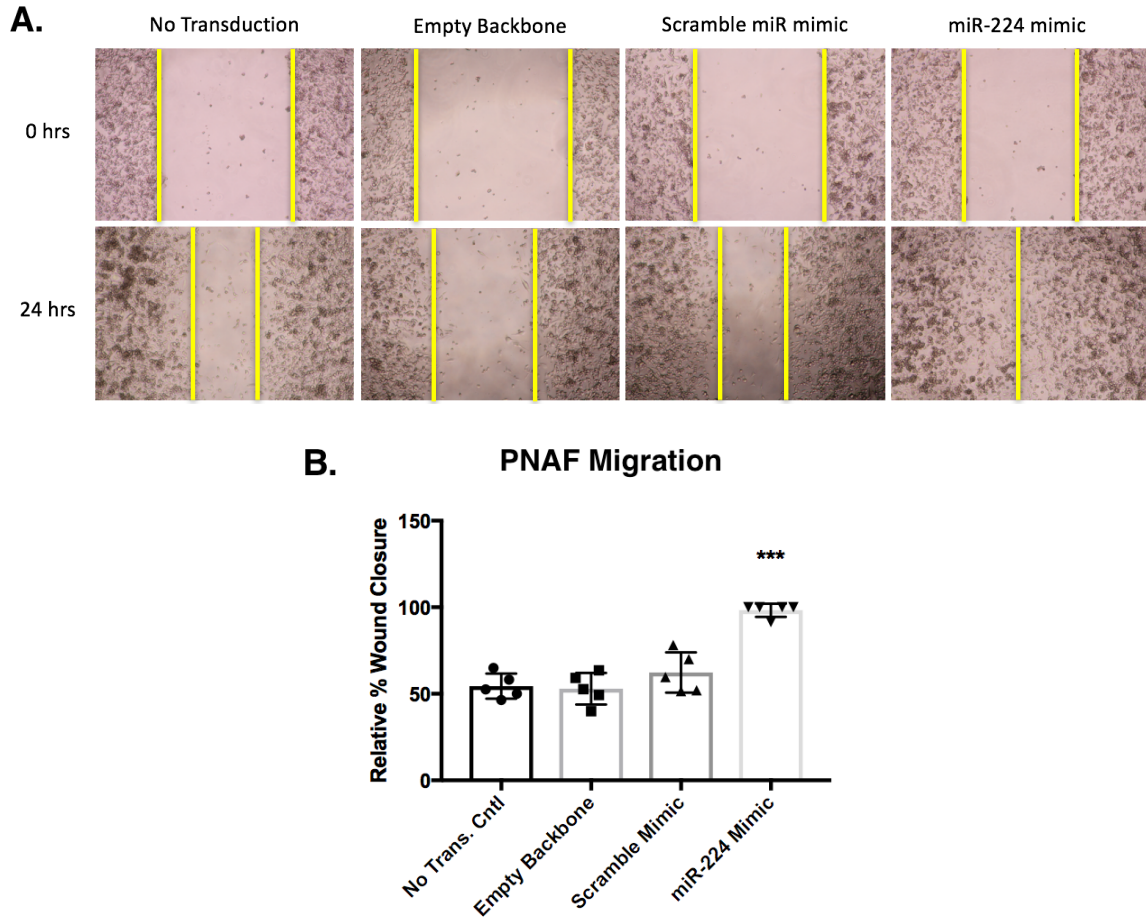 A.
No Transduction
Empty Backbone
Scramble miR mimic
miR-224 mimic
0 hrs
24 hrs
B.
PNAF Migration
Relative % Wound Closure
150
100
50
0
***
No Trans. Cntl
Empty Backbone
Scramble Mimic
miR-224 Mimic